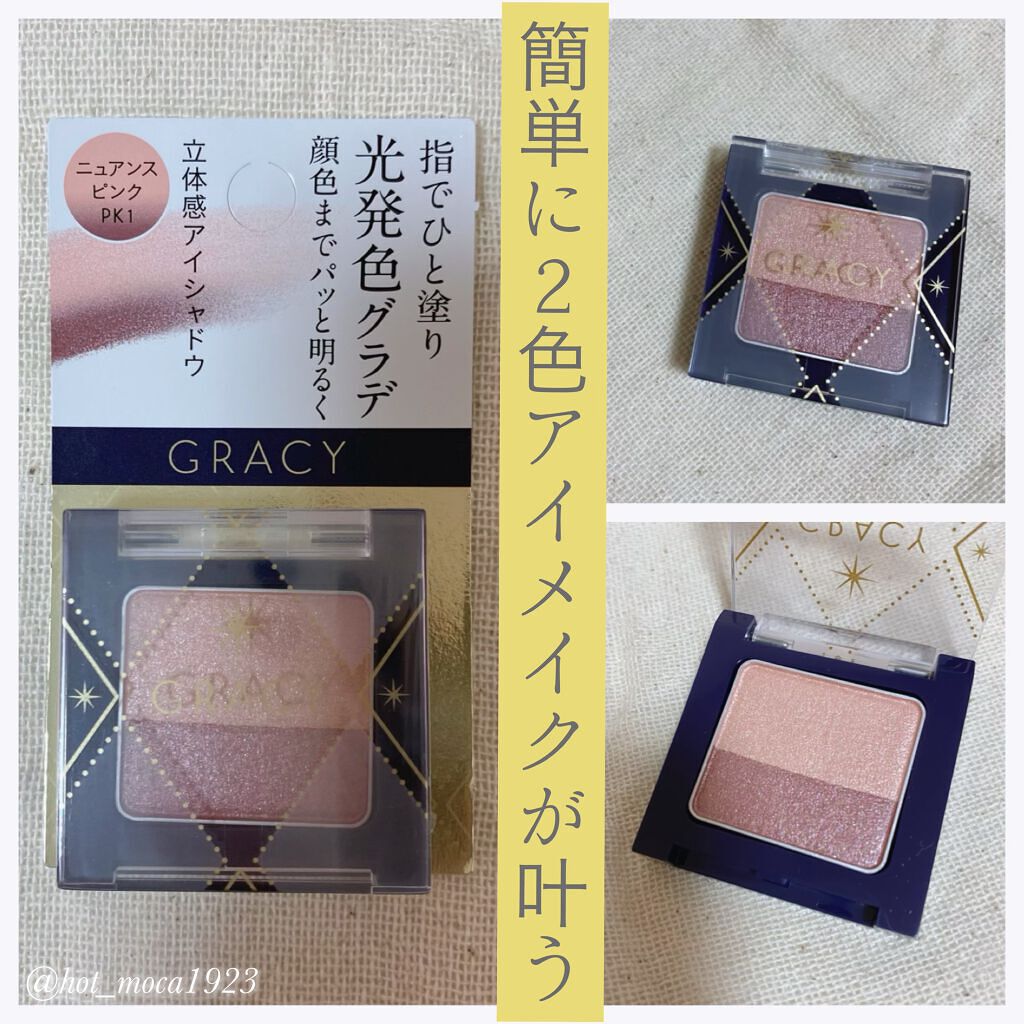 ニュアンス
ピンク
PK1
指でひと塗り
光発色グラデ
顔色までパッと明るく
立体感アイシャドウ
GRACY
GRACY
簡単に2色アイメイクが叶う
GRACY
GRACY
@hot_moca1923